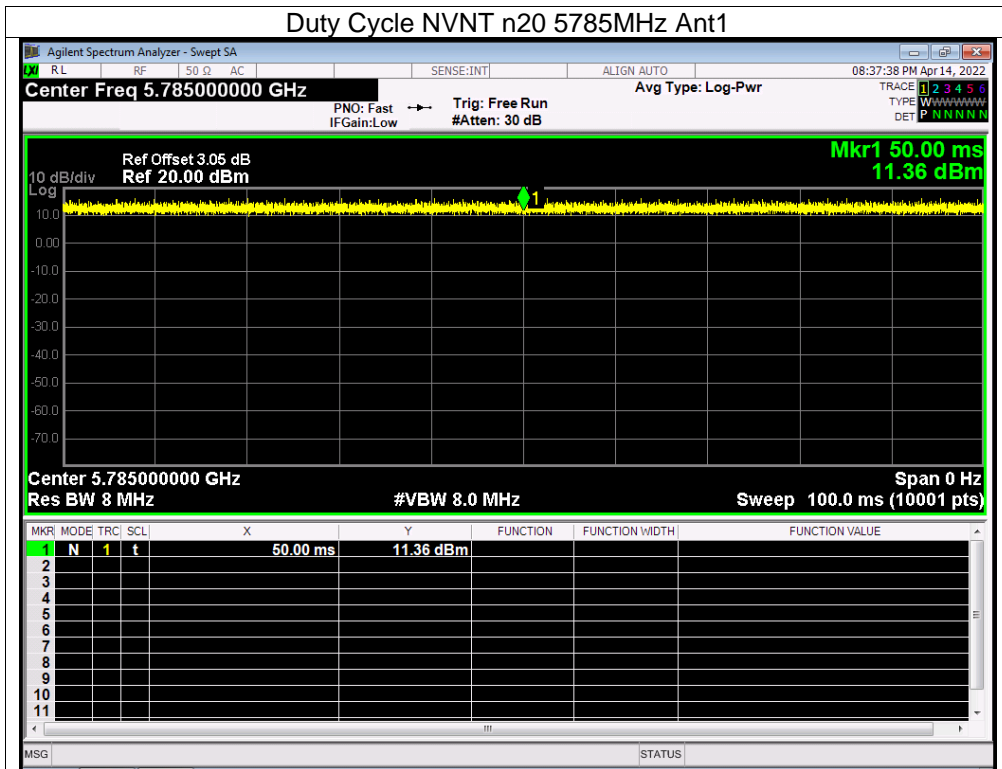 Duty Cycle NVNT n20 5785MHz Ant1
Agilent Spectrum Analyzer - Swept SA
LXI RL RF 50 Ω AC SENSE:INT ALIGN AUTO 08:37:38 PM Apr 14, 2022
Center Freq 5.785000000 GHz Avg Type: Log-Pwr TRACE 1 2 3 4 5 6
PNO: Fast Trig: Free Run TYPE WWWWWW
IFGain:Low #Atten: 30 dB DET P N N N N N
Mkr1 50.00 ms
Ref Offset 3.05 dB
10 dB/div Ref 20.00 dBm 11.36 dBm
Log
1
10.0
0.00
-10.0
-20.0
-30.0
-40.0
-50.0
-60.0
-70.0
Center 5.785000000 GHz Span 0 Hz
Res BW 8 MHz #VBW 8.0 MHz Sweep 100.0 ms (10001 pts)
MKR MODE TRC SCL X Y FUNCTION FUNCTION WIDTH FUNCTION VALUE
1 N 1 t 50.00 ms 11.36 dBm
2
3
4
5
6
7
8
9
10
11
MSG STATUS